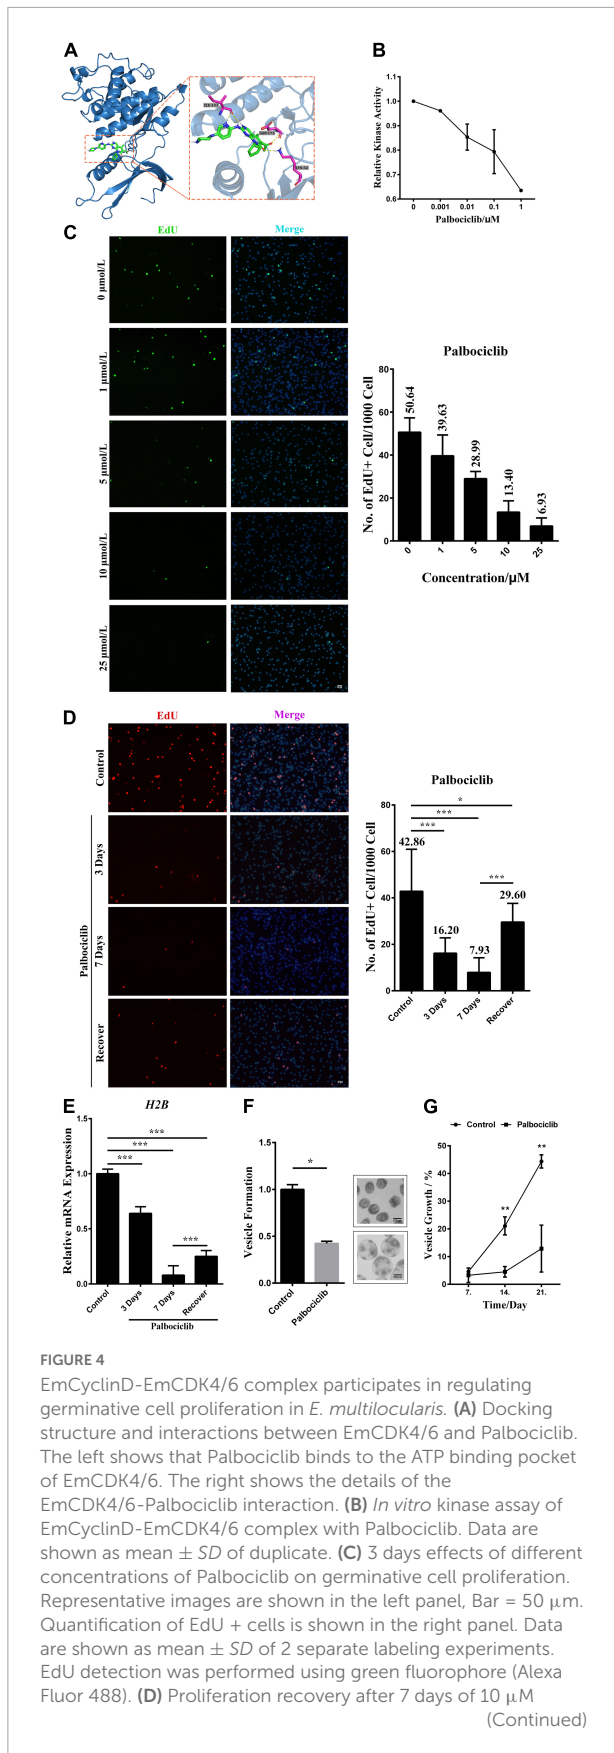 A
B
Relative Kinase Activity
1.1
1.0
0.9
0.8
0.7
0.6
0
0.001
0.01
0.1
1
Palbociclib/μM
C
EdU
Merge
0 μmol/L
1 μmol/L
5 μmol/L
10 μmol/L
25 μmol/L
Palbociclib
No. of EdU+ Cell/1000 Cell
80
60
40
20
0
50.64
39.63
28.99
13.40
6.93
0
1
5
10
25
Concentration/μM
D
EdU
Merge
Control
3 Days
7 Days
Recover
Palbociclib
Palbociclib
No. of EdU+ Cell/1000 Cell
80
60
40
20
0
*
***
***
***
42.86
16.20
7.93
29.60
Control
3 Days
7 Days
Recover
E
H2B
Relative mRNA Expression
1.5
1.0
0.5
0.0
***
***
***
***
Control
3 Days
7 Days
Recover
Palbociclib
F
Vesicle Formation
1.5
1.0
0.5
0.0
*
Control
Palbociclib
G
Control
Palbociclib
Vesicle Growth / %
50
40
30
20
10
0
**
**
7.
14.
21.
Time/Day
FIGURE 4
EmCyclinD-EmCDK4/6 complex participates in regulating
germinative cell proliferation in E. multilocularis. (A) Docking
structure and interactions between EmCDK4/6 and Palbociclib.
The left shows that Palbociclib binds to the ATP binding pocket
of EmCDK4/6. The right shows the details of the
EmCDK4/6-Palbociclib interaction. (B) In vitro kinase assay of
EmCyclinD-EmCDK4/6 complex with Palbociclib. Data are
shown as mean ± SD of duplicate. (C) 3 days effects of different
concentrations of Palbociclib on germinative cell proliferation.
Representative images are shown in the left panel, Bar = 50 μm.
Quantification of EdU + cells is shown in the right panel. Data
are shown as mean ± SD of 2 separate labeling experiments.
EdU detection was performed using green fluorophore (Alexa
Fluor 488). (D) Proliferation recovery after 7 days of 10 μM
(Continued)